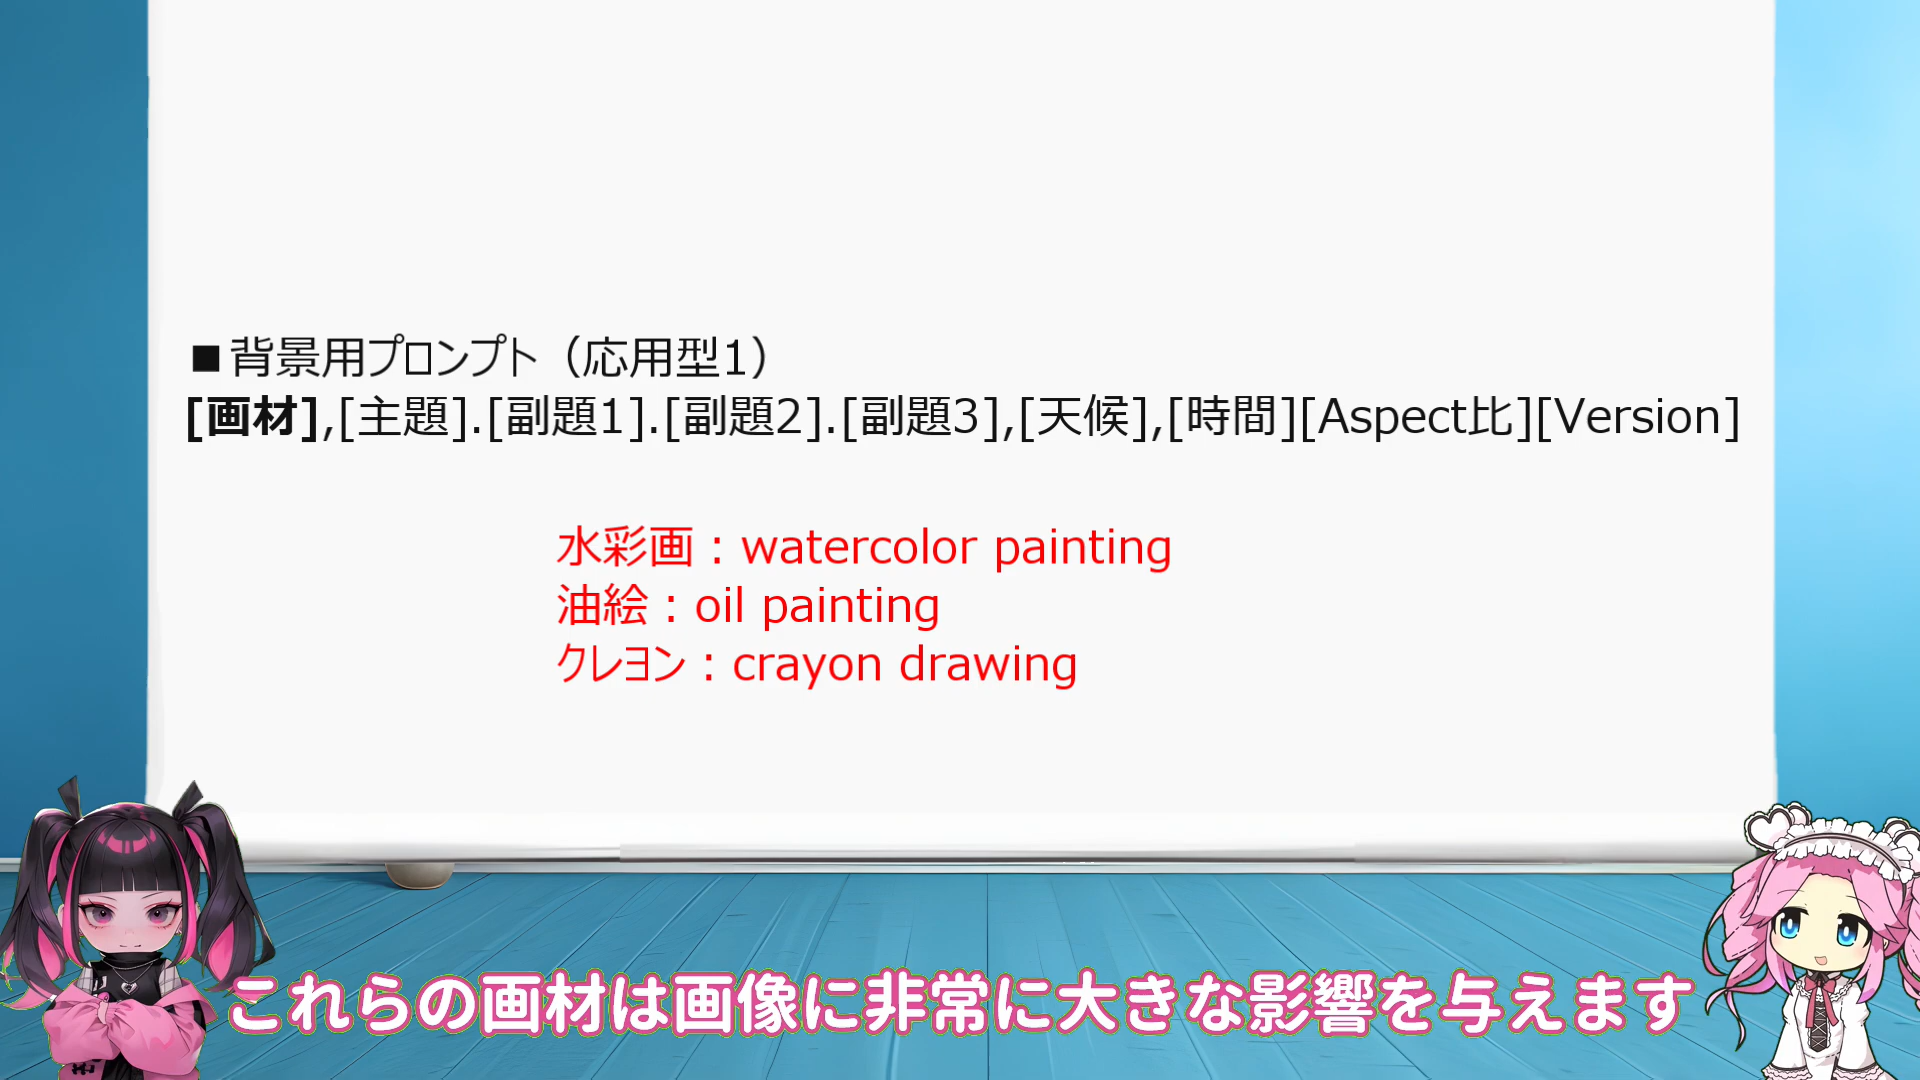 ■背景用プロンプト（応用型1）
[画材],[主題].[副題1].[副題2].[副題3],[天候],[時間][Aspect比][Version]
水彩画：watercolor painting
油絵：oil painting
クレヨン：crayon drawing
これらの画材は画像に非常に大きな影響を与えます